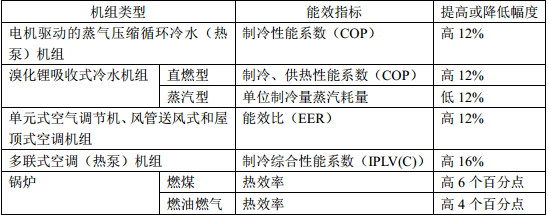 机组类型 能效指标 提高或降低幅度
电机驱动的蒸气压缩循环冷水（热 制冷性能系数（COP） 高 12%
泵）机组
溴化锂吸收式冷水机组 直燃型 制冷、供热性能系数（COP） 高 12%
蒸汽型 单位制冷量蒸汽耗量 低 12%
单元式空气调节机、风管送风式和屋 能效比（EER） 高 12%
顶式空调机组
多联式空调（热泵）机组 制冷综合性能系数（IPLV(C)） 高 16%
锅炉 燃煤 热效率 高 6 个百分点
燃油燃气 热效率 高 4 个百分点